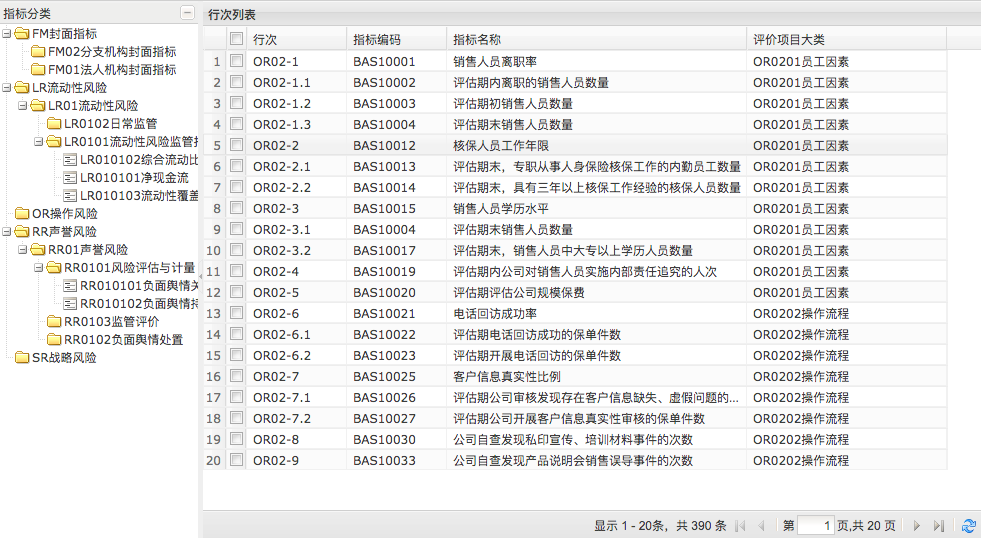 指标分类
FM封面指标
FM02分支机构封面指标
FM01法人机构封面指标
LR流动性风险
LR01流动性风险
LR0102日常监管
LR0101流动性风险监管
LR010102综合流动比
LR010101净现金流
LR010103流动性覆盖
OR操作风险
RR声誉风险
RR01声誉风险
RR0101风险评估与计量
RR010101负面舆情关
RR010102负面舆情持
RR0103监管评价
RR0102负面舆情处置
SR战略风险
行次列表
行次 指标编码 指标名称 评价项目大类
1 OR02-1 BAS10001 销售人员离职率 OR0201员工因素
2 OR02-1.1 BAS10002 评估期内离职的销售人员数量 OR0201员工因素
3 OR02-1.2 BAS10003 评估期初销售人员数量 OR0201员工因素
4 OR02-1.3 BAS10004 评估期末销售人员数量 OR0201员工因素
5 OR02-2 BAS10012 核保人员工作年限 OR0201员工因素
6 OR02-2.1 BAS10013 评估期末，专职从事人身保险核保工作的内勤员工数量 OR0201员工因素
7 OR02-2.2 BAS10014 评估期末，具有三年以上核保工作经验的核保人员数量 OR0201员工因素
8 OR02-3 BAS10015 销售人员学历水平 OR0201员工因素
9 OR02-3.1 BAS10004 评估期末销售人员数量 OR0201员工因素
10 OR02-3.2 BAS10017 评估期末，销售人员中大专以上学历人员数量 OR0201员工因素
11 OR02-4 BAS10019 评估期内公司对销售人员实施内部责任追究的人次 OR0201员工因素
12 OR02-5 BAS10020 评估期评估公司规模保费 OR0201员工因素
13 OR02-6 BAS10021 电话回访成功率 OR0202操作流程
14 OR02-6.1 BAS10022 评估期电话回访成功的保单件数 OR0202操作流程
15 OR02-6.2 BAS10023 评估期开展电话回访的保单件数 OR0202操作流程
16 OR02-7 BAS10025 客户信息真实性比例 OR0202操作流程
17 OR02-7.1 BAS10026 评估期公司审核发现存在客户信息缺失、虚假问题的... OR0202操作流程
18 OR02-7.2 BAS10027 评估期公司开展客户信息真实性审核的保单件数 OR0202操作流程
19 OR02-8 BAS10030 公司自查发现私印宣传、培训材料事件的次数 OR0202操作流程
20 OR02-9 BAS10033 公司自查发现产品说明会销售误导事件的次数 OR0202操作流程
显示 1 - 20条，共 390 条 第 1 页,共 20 页